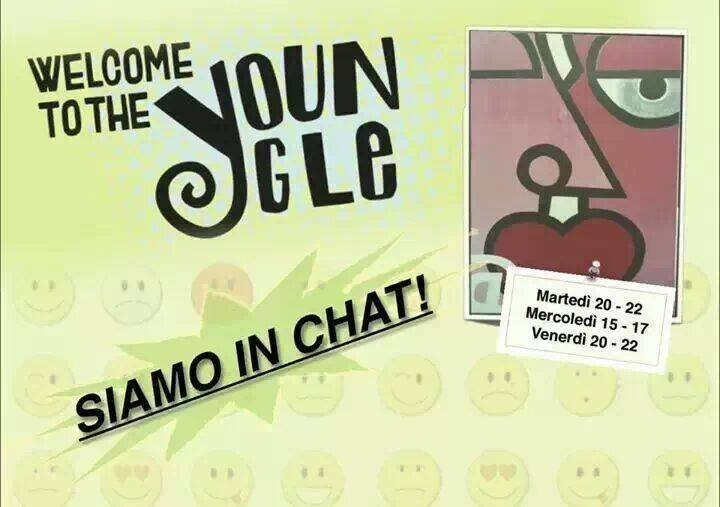 WELCOME
TO THE YOUN
GLE
SIAMO IN CHAT!
Martedì 20 - 22
Mercoledì 15 - 17
Venerdì 20 - 22